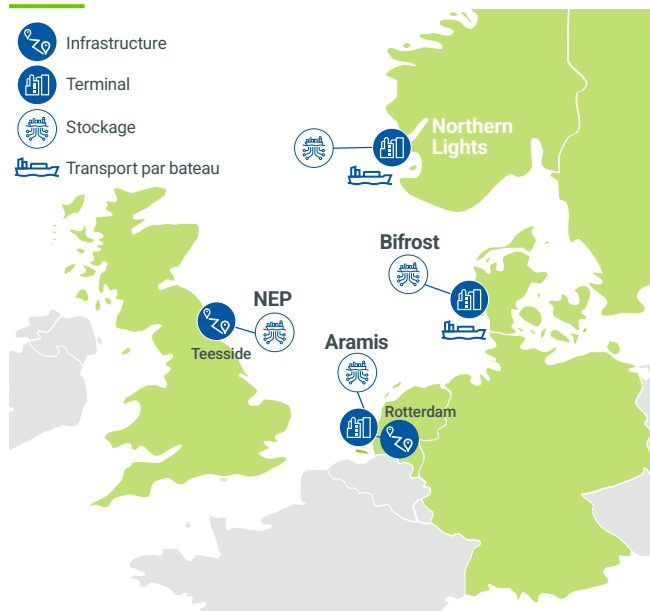 Infrastructure
Terminal
Stockage
Transport par bateau
Northern
Lights
Bifrost
NEP
Teesside
Aramis
Rotterdam